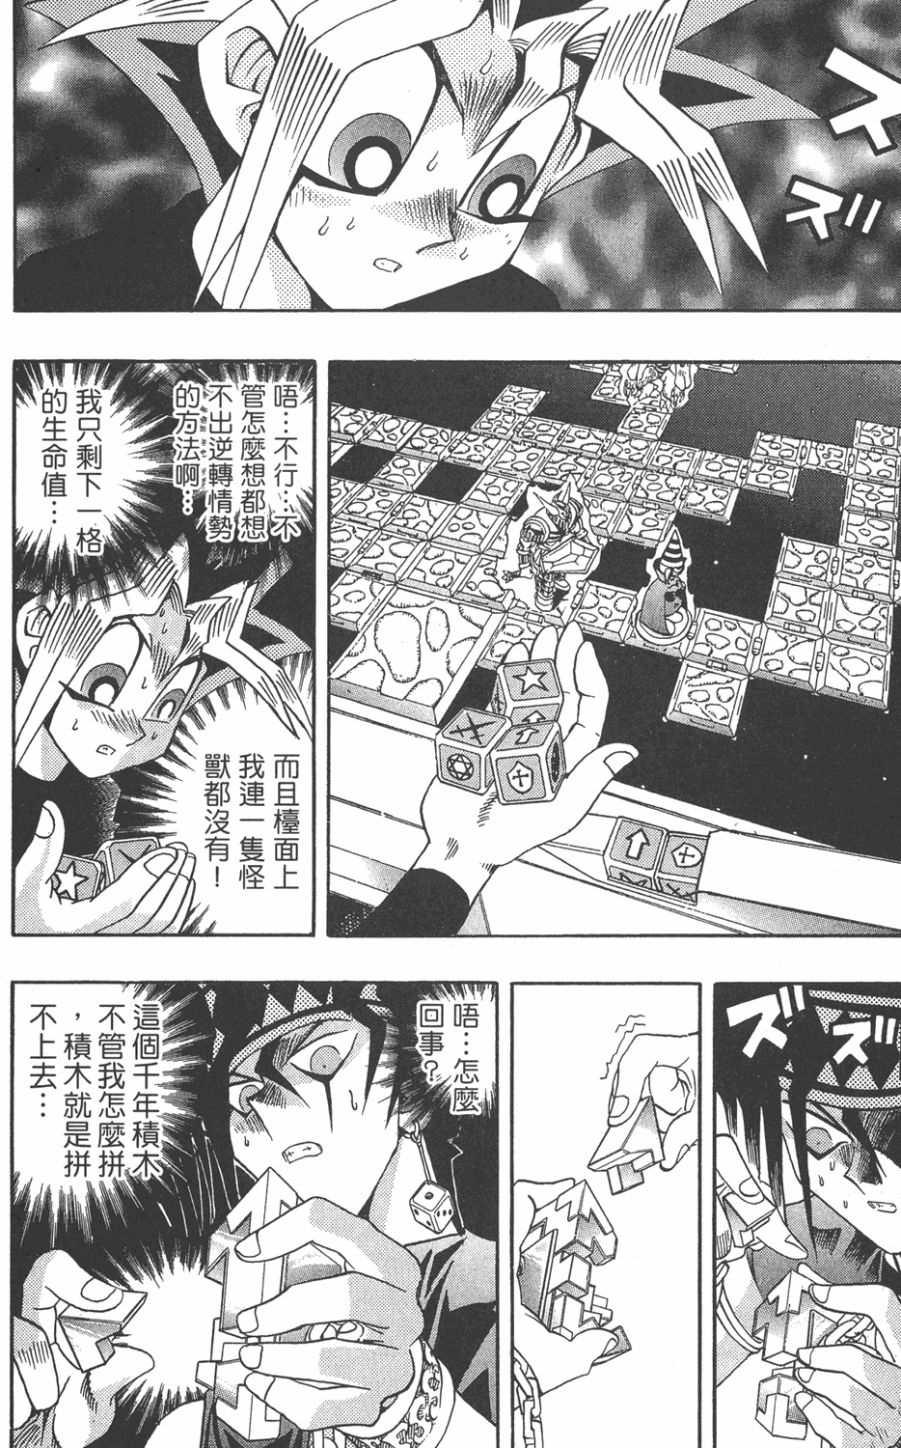 ズ
ズ
唔…不行…不
管怎麼想都想
不出逆轉情勢
的方法啊…
我只剩下一格
的生命值…
而且檯面上
我連一隻怪
獸都沒有！
ズ
ズ
唔…怎麼
回事？
這個千年積木
不管我怎麼拼
，積木就是拼
不上去…